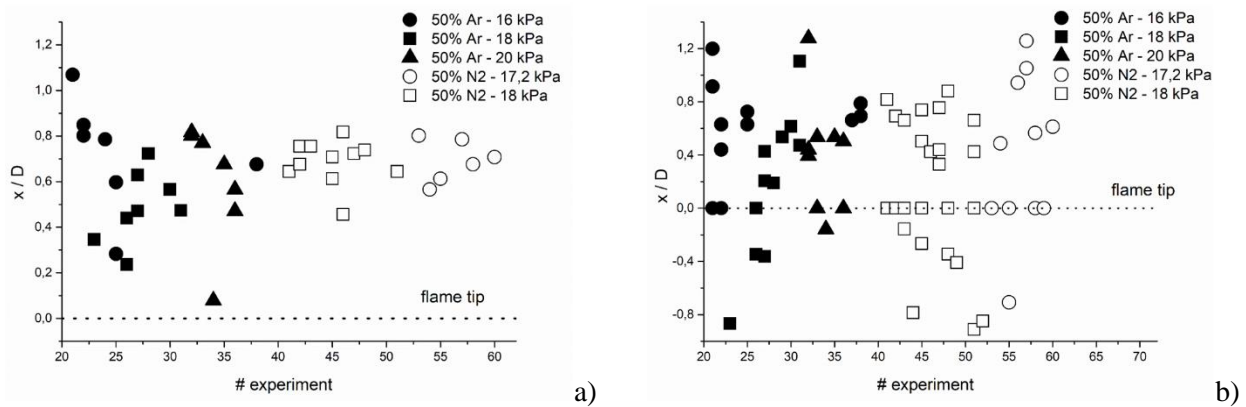 50% Ar - 16 kPa
50% Ar - 18 kPa
50% Ar - 20 kPa
50% N2 - 17,2 kPa
50% N2 - 18 kPa
1,2
1,0
0,8
0,6
0,4
0,2
0,0
x / D
flame tip
20 25 30 35 40 45 50 55 60
# experiment
a)
50% Ar - 16 kPa
50% Ar - 18 kPa
50% Ar - 20 kPa
50% N2 - 17,2 kPa
50% N2 - 18 kPa
1,2
0,8
0,4
0,0
-0,4
-0,8
x / D
flame tip
20 25 30 35 40 45 50 55 60 65 70
# experiment
b)